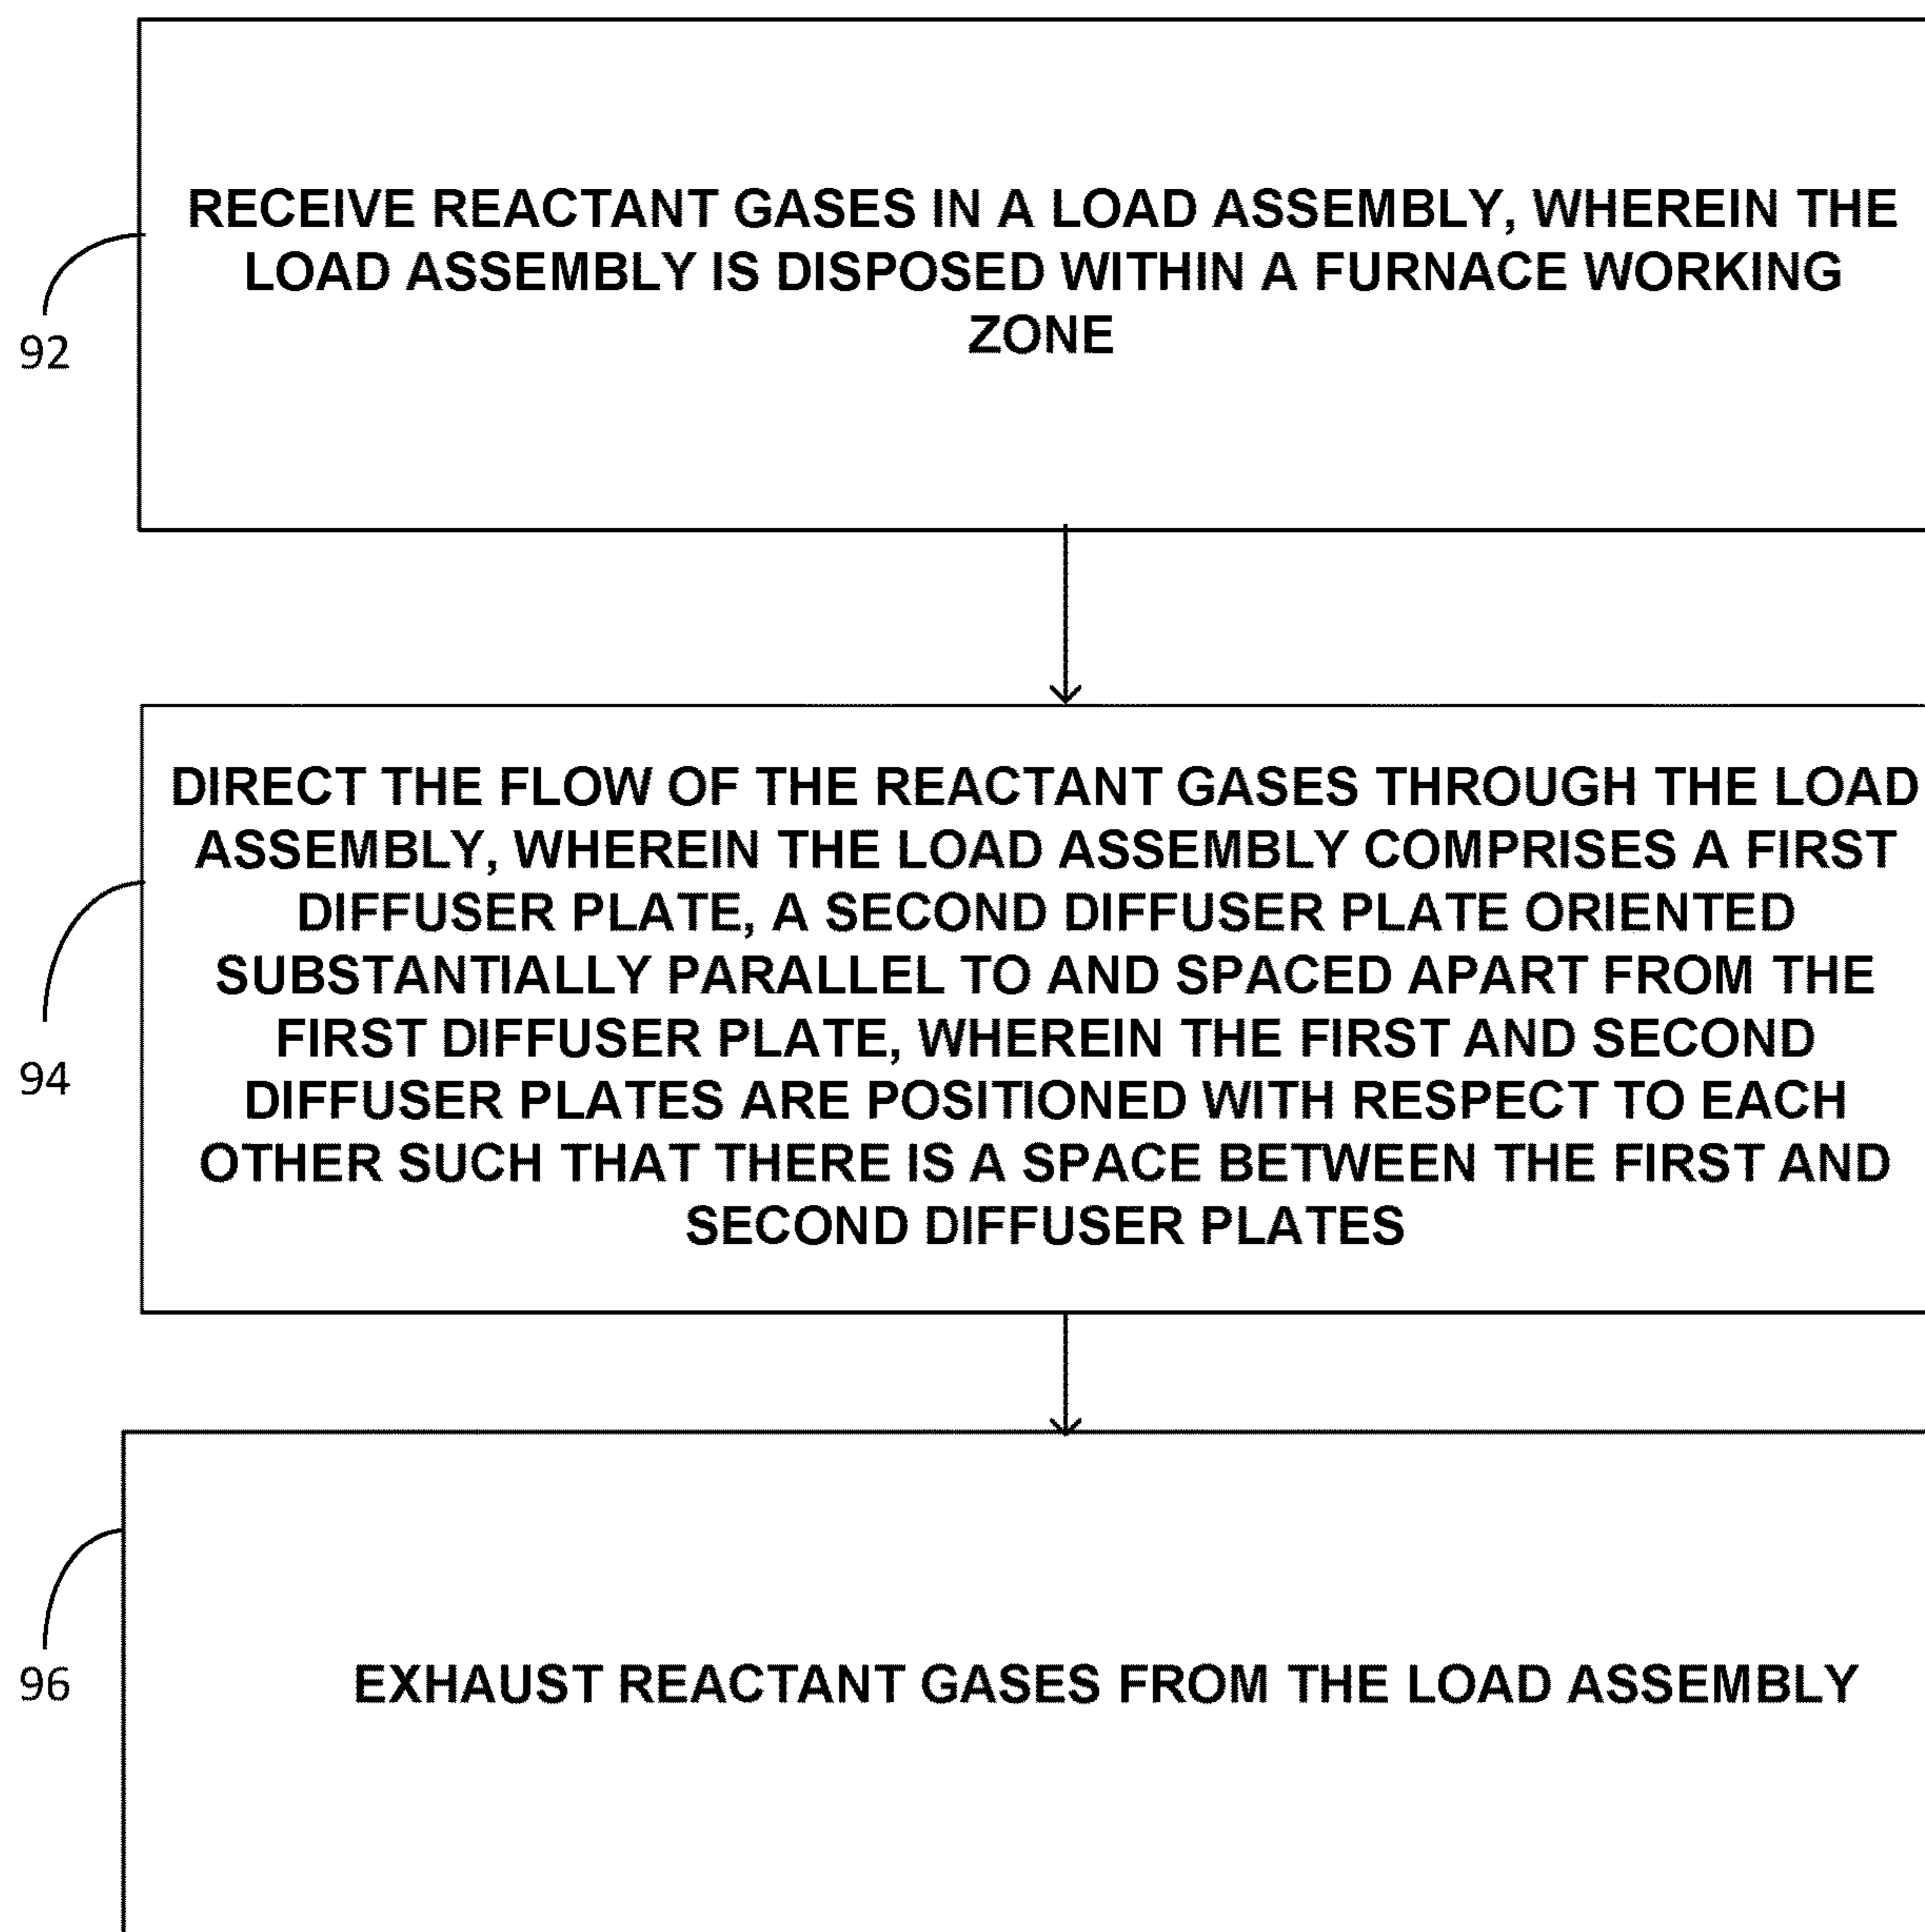 RECEIVE REACTANT GASES IN A LOAD ASSEMBLY, WHEREIN THE
LOAD ASSEMBLY IS DISPOSED WITHIN A FURNACE WORKING
ZONE
92
DIRECT THE FLOW OF THE REACTANT GASES THROUGH THE LOAD
ASSEMBLY, WHEREIN THE LOAD ASSEMBLY COMPRISES A FIRST
DIFFUSER PLATE, A SECOND DIFFUSER PLATE ORIENTED
SUBSTANTIALLY PARALLEL TO AND SPACED APART FROM THE
FIRST DIFFUSER PLATE, WHEREIN THE FIRST AND SECOND
DIFFUSER PLATES ARE POSITIONED WITH RESPECT TO EACH
OTHER SUCH THAT THERE IS A SPACE BETWEEN THE FIRST AND
SECOND DIFFUSER PLATES
94
EXHAUST REACTANT GASES FROM THE LOAD ASSEMBLY
96